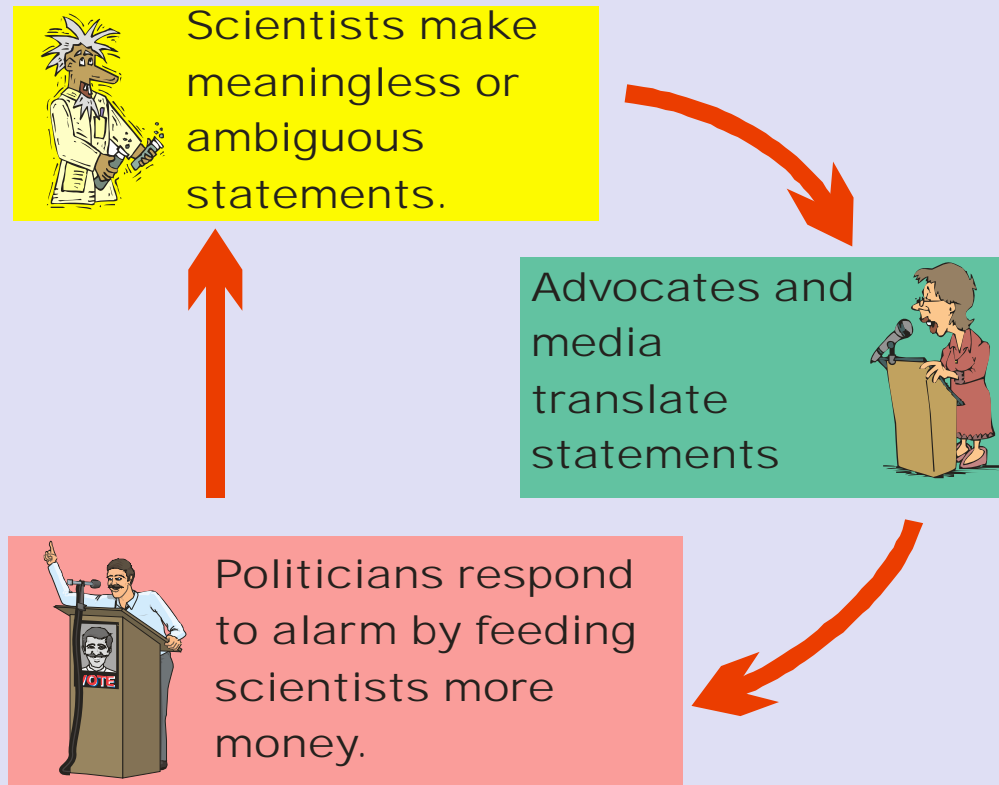 Scientists make
meaningless or
ambiguous
statements.
Advocates and
media
translate
statements
Politicians respond
to alarm by feeding
scientists more
money.
VOTE